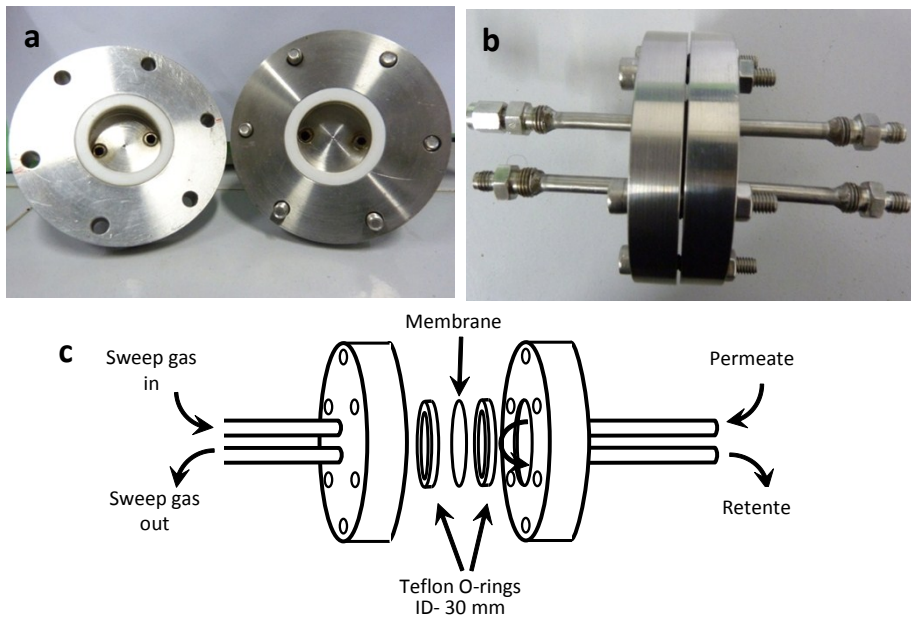 a
b
c
Membrane
Sweep gas
in
Permeate
Sweep gas
out
Retente
Teflon O-rings
ID- 30 mm